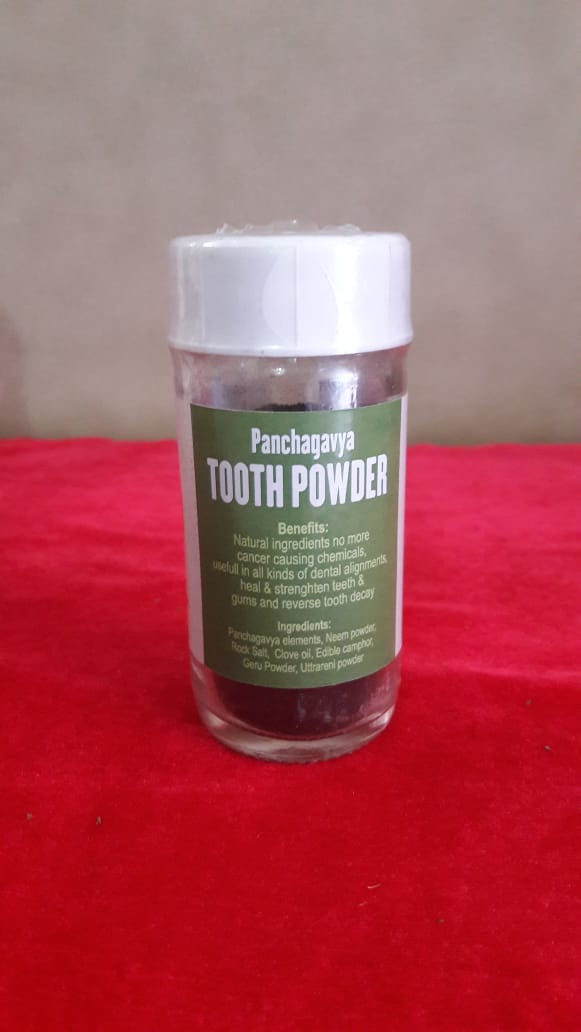 Panchagavya
TOOTH POWDER
Benefits:
Natural ingredients no more
cancer causing chemicals,
usefull in all kinds of dental alignments,
heal & strenghten teeth &
gums and reverse tooth decay
Ingredients:
Panchagavya elements, Neem powder,
Rock Salt, Clove oil, Edible camphor,
Geru Powder, Uttrareni powder